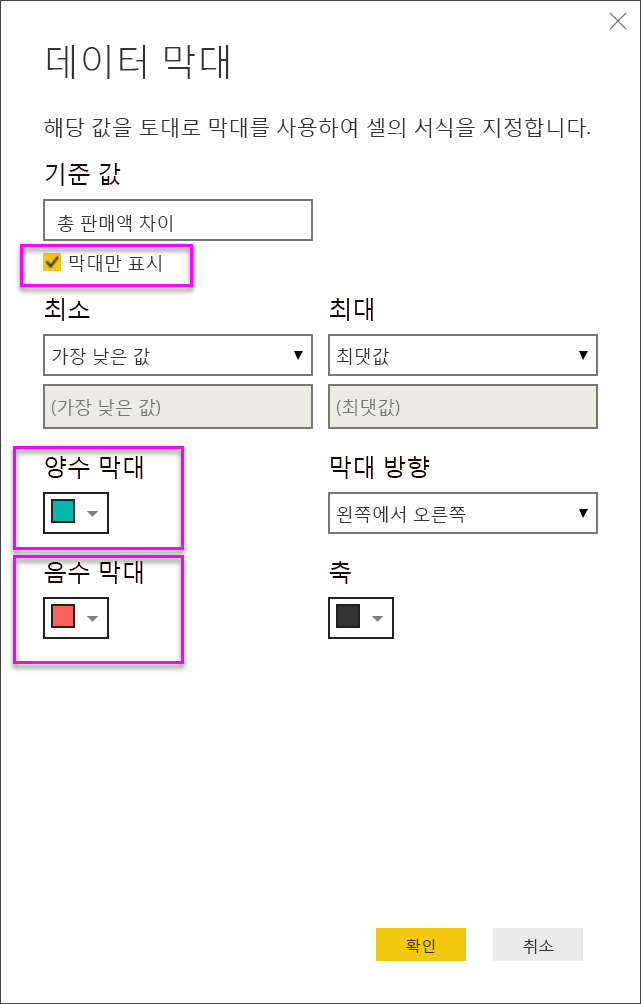 데이터 막대
해당 값을 토대로 막대를 사용하여 셀의 서식을 지정합니다.
기준 값
총 판매액 차이
막대만 표시
최소 최대
가장 낮은 값 최댓값
(가장 낮은 값) (최댓값)
양수 막대 막대 방향
왼쪽에서 오른쪽
음수 막대 축
확인 취소